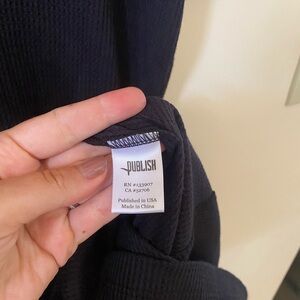 PUBLISH
RN #133907
CA #52706
Published in USA
Made in China